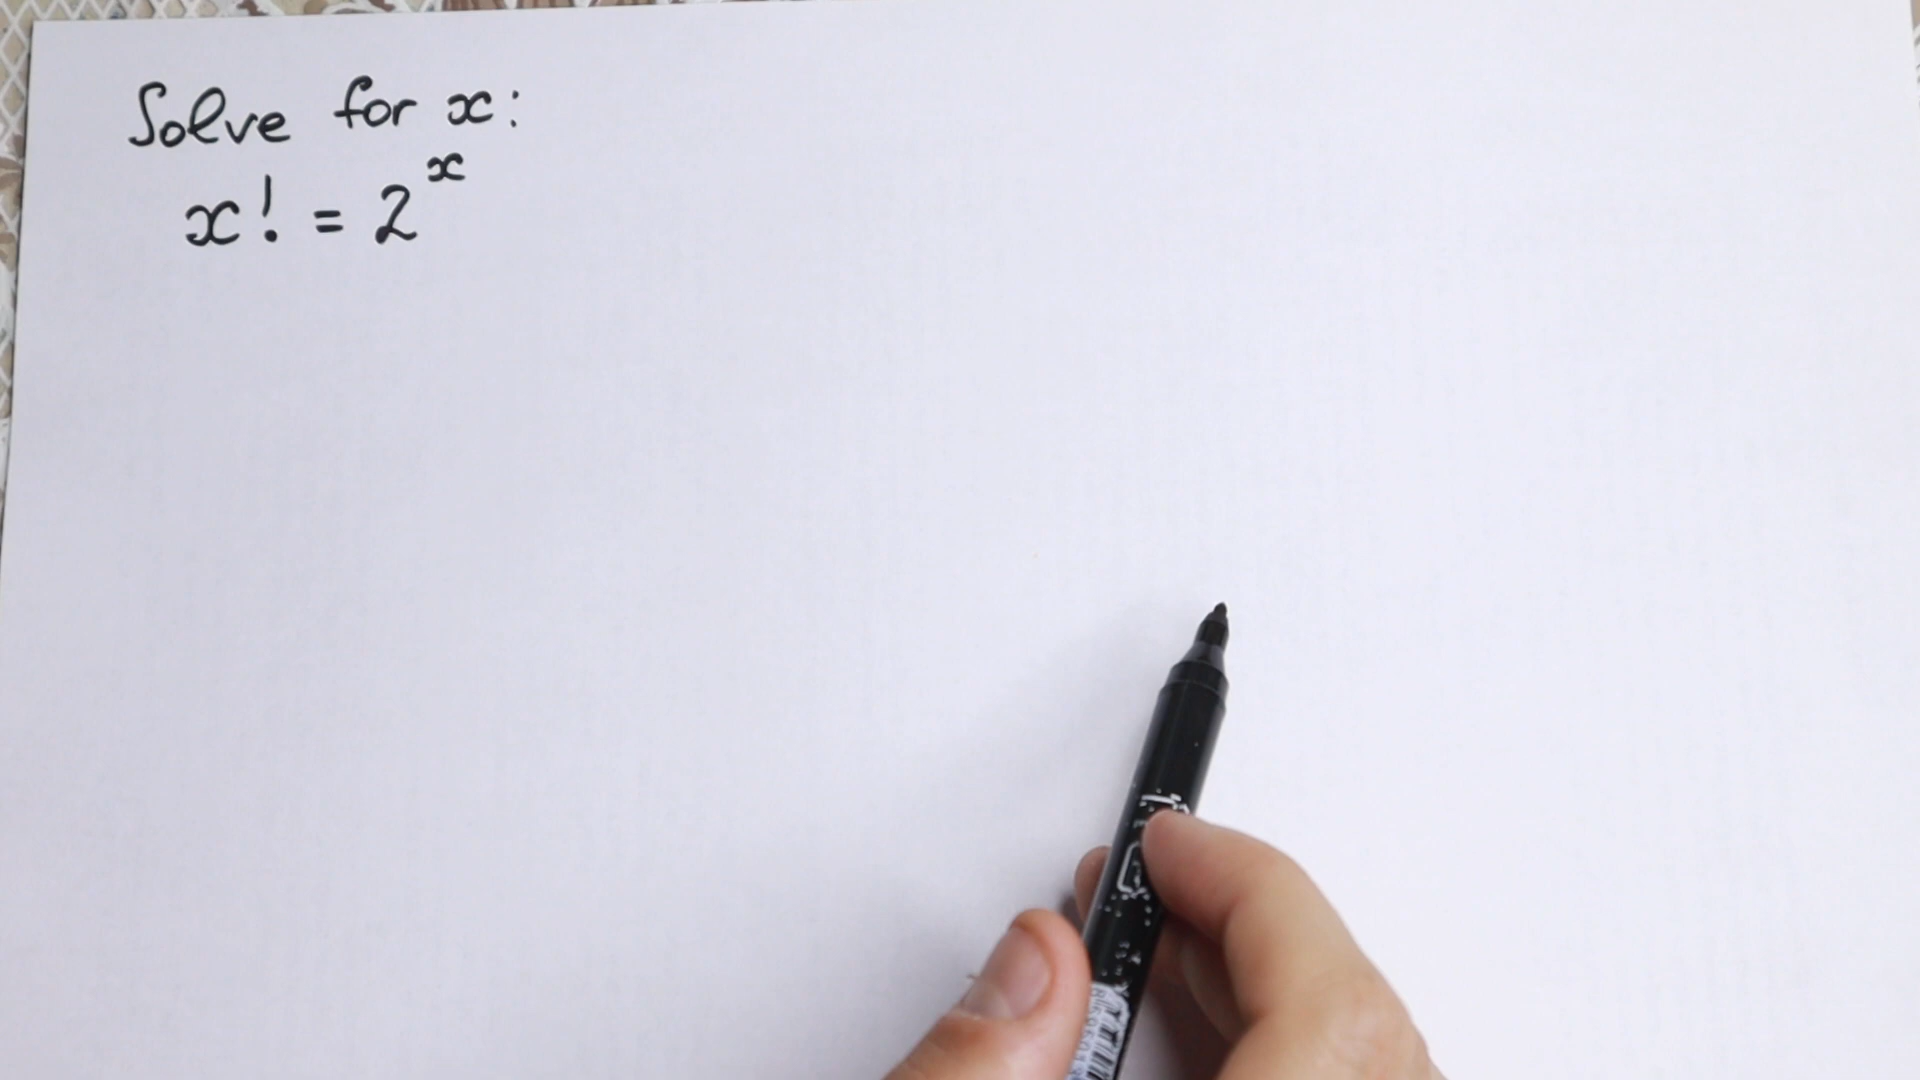 Solve for x:
x! = 2^x